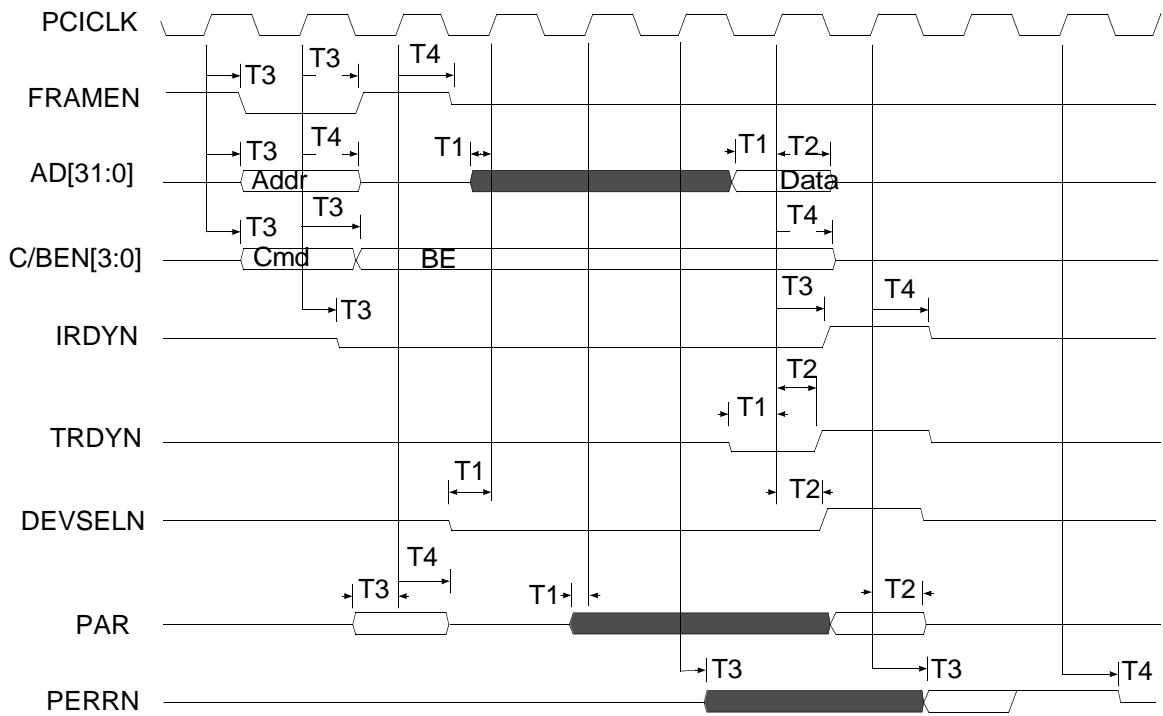 PCICLK
T3 T3 T4
FRAMEN
T3 T4 T1 T1 T2
AD[31:0] Addr Data
T3 T3 T4
C/BEN[3:0] Cmd BE
T3 T3 T4
IRDYN
T2
T1
TRDYN
T1 T2
DEVSELN
T4
T3 T1 T2
PAR
T3 T3 T4
PERRN